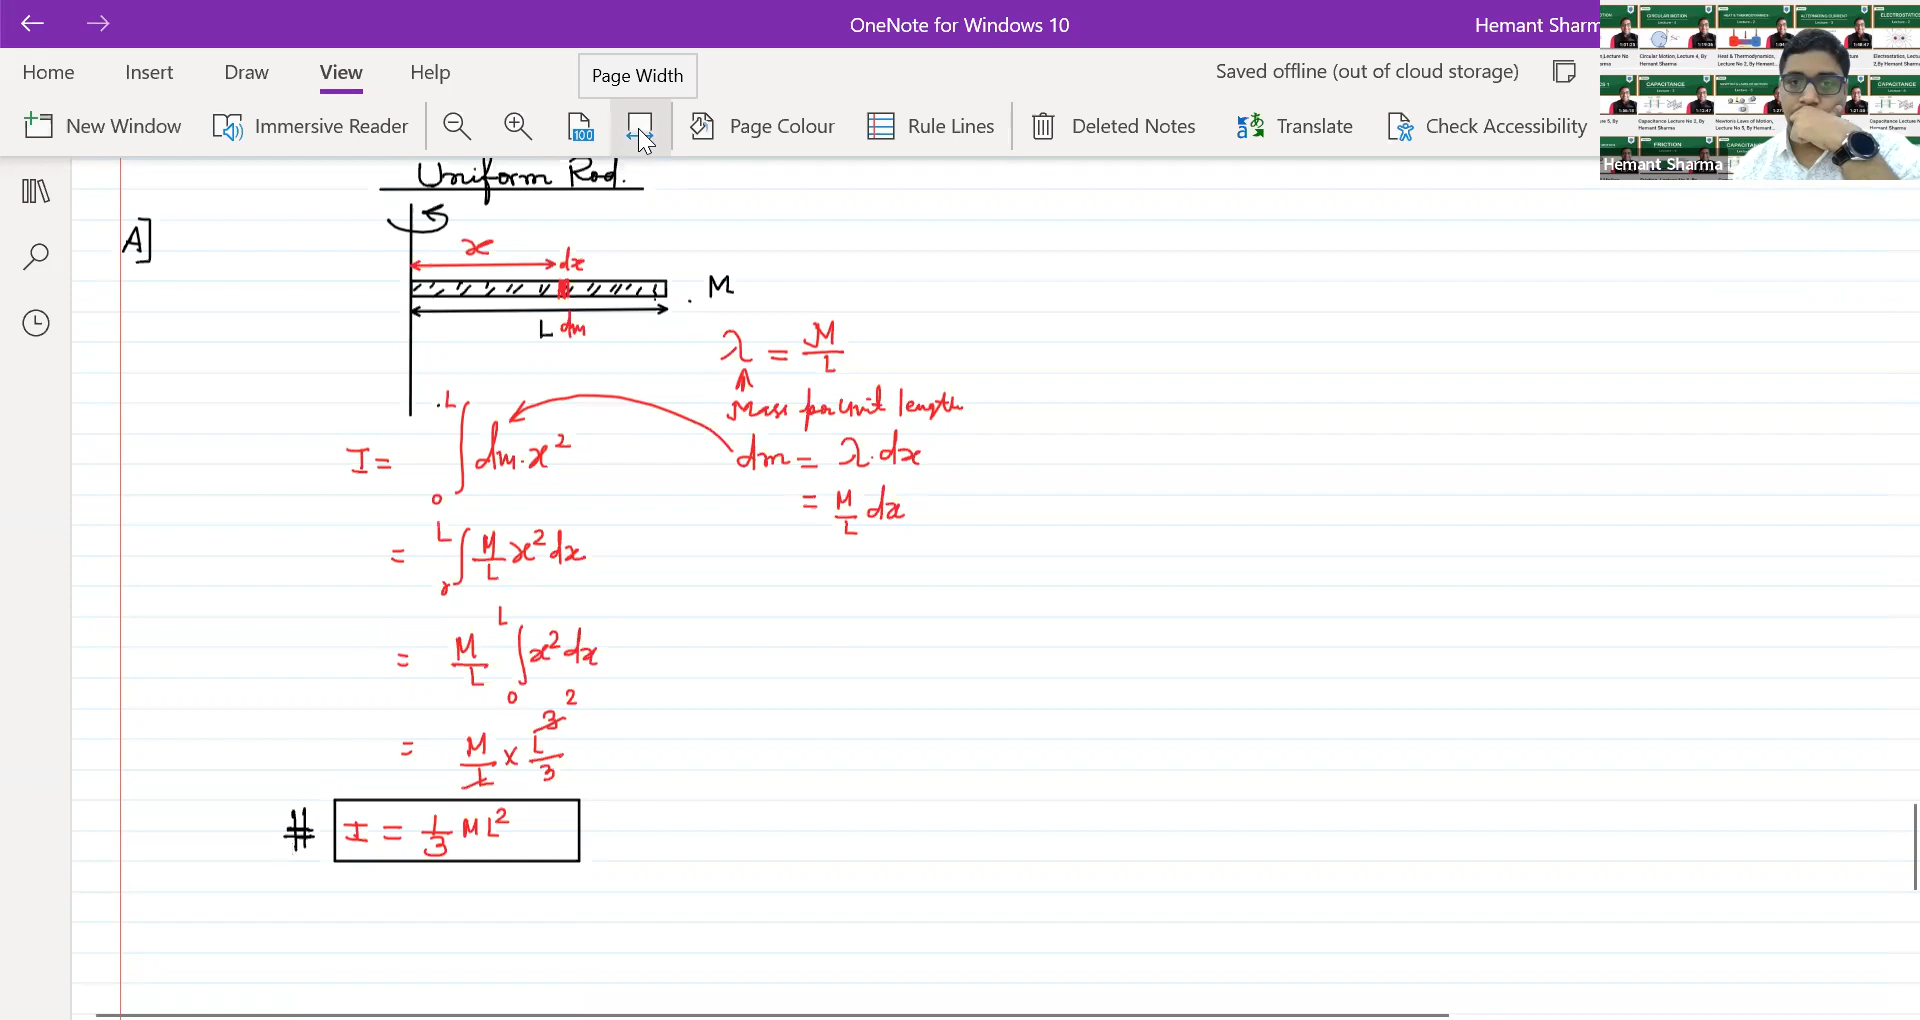 OneNote for Windows 10
Hemant Sharm
Home Insert Draw View Help
Page Width
Saved offline (out of cloud storage)
New Window Immersive Reader 100 Page Colour Rule Lines Deleted Notes Translate Check Accessibility
Hemant Sharma
Uniform Rod.
A]
x
dx
M
L dm
λ = M/L
Mass per unit length
I = ∫₀ᴸ dm·x²
dm = λ·dx
= M/L dx
= ∫₀ᴸ M/L x² dx
= M/L ∫₀ᴸ x² dx
= M/L × L³/3 2
# I = 1/3 ML²